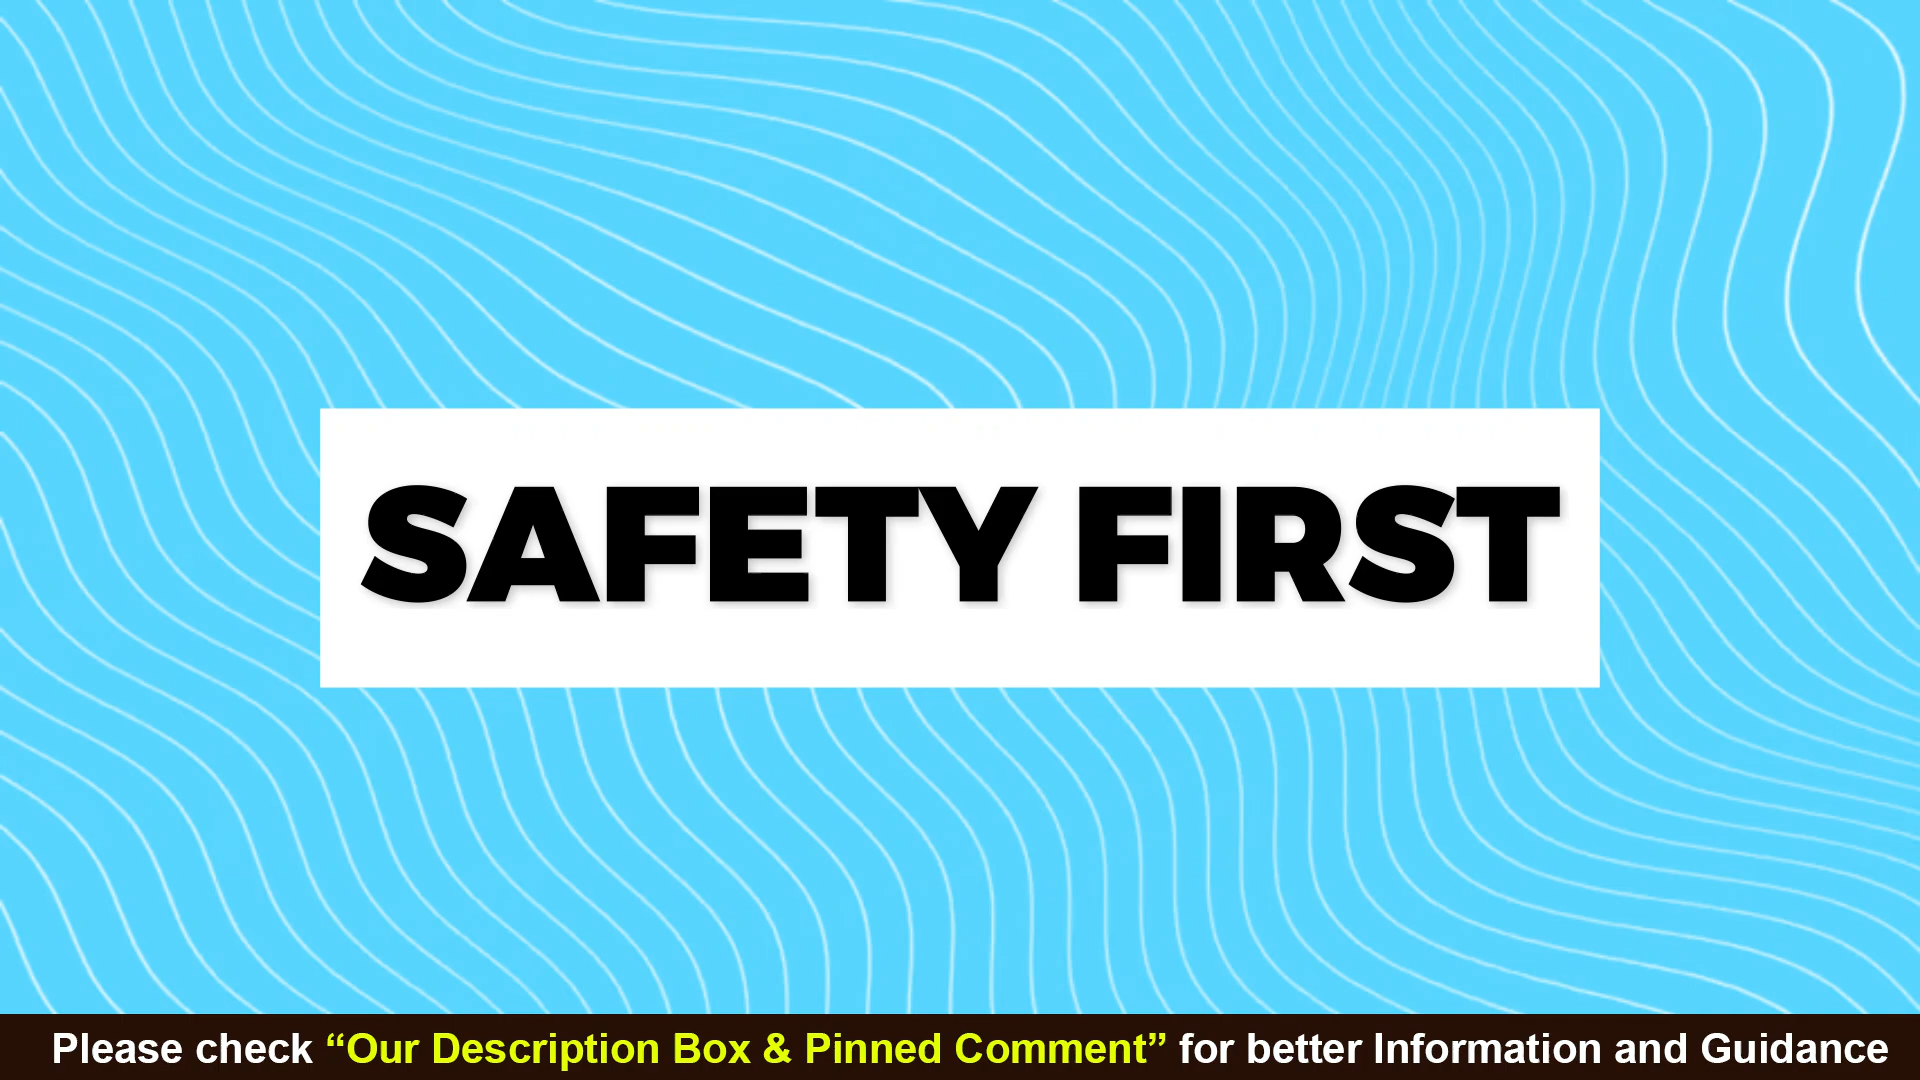 SAFETY FIRST
Please check “Our Description Box & Pinned Comment” for better Information and Guidance